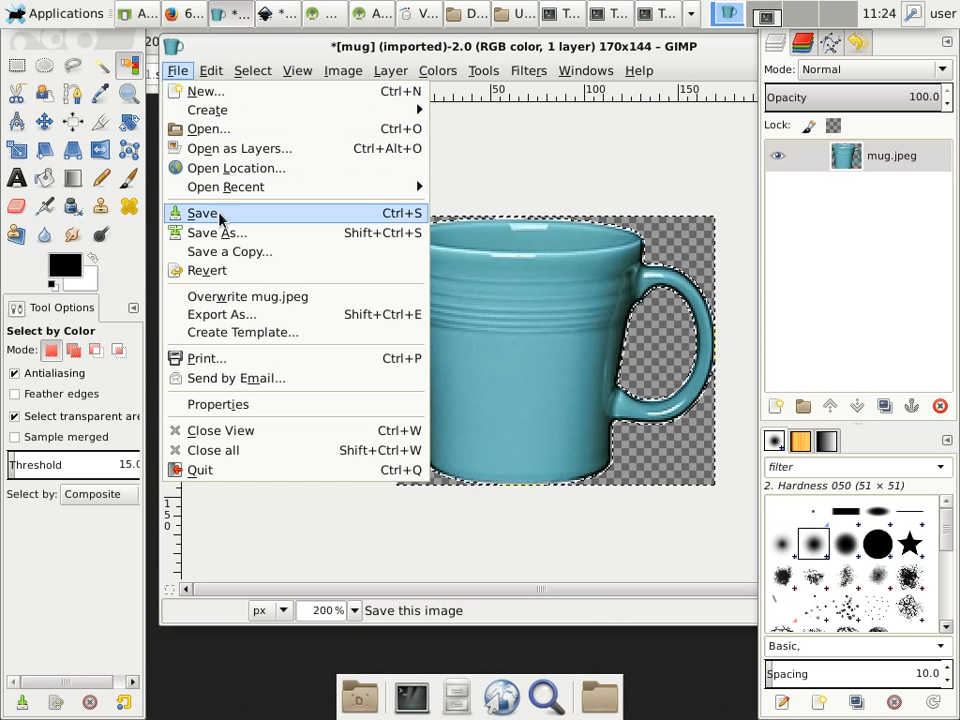 Applications
A...
6...
*...
*...
...
A...
V...
D...
U...
T...
T...
T...
11:24
user
*[mug] (imported)-2.0 (RGB color, 1 layer) 170x144 – GIMP
File Edit Select View Image Layer Colors Tools Filters Windows Help
New... Ctrl+N
Create
Open... Ctrl+O
Open as Layers... Ctrl+Alt+O
Open Location...
Open Recent
Save Ctrl+S
Save As... Shift+Ctrl+S
Save a Copy...
Revert
Overwrite mug.jpeg
Export As... Shift+Ctrl+E
Create Template...
Print... Ctrl+P
Send by Email...
Properties
Close View Ctrl+W
Close all Shift+Ctrl+W
Quit Ctrl+Q
50 100 150
150
px
200 %
Save this image
Tool Options
Select by Color
Mode:
Antialiasing
Feather edges
Select transparent are
Sample merged
Threshold 15.0
Select by: Composite
Mode: Normal
Opacity 100.0
Lock:
mug.jpeg
filter
2. Hardness 050 (51 × 51)
Basic,
Spacing 10.0